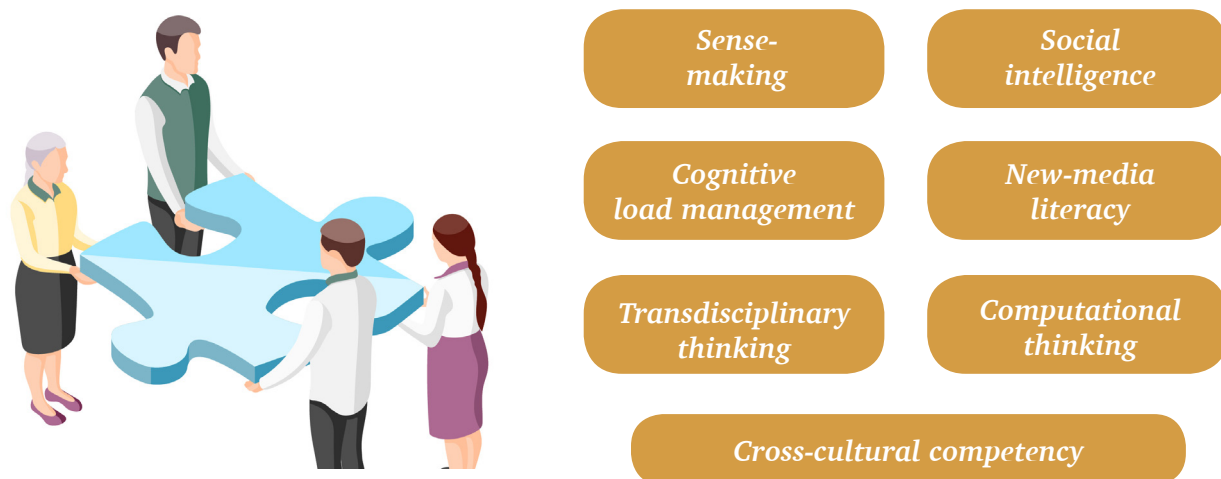 Sense-
making
Social
intelligence
Cognitive
load management
New-media
literacy
Transdisciplinary
thinking
Computational
thinking
Cross-cultural competency